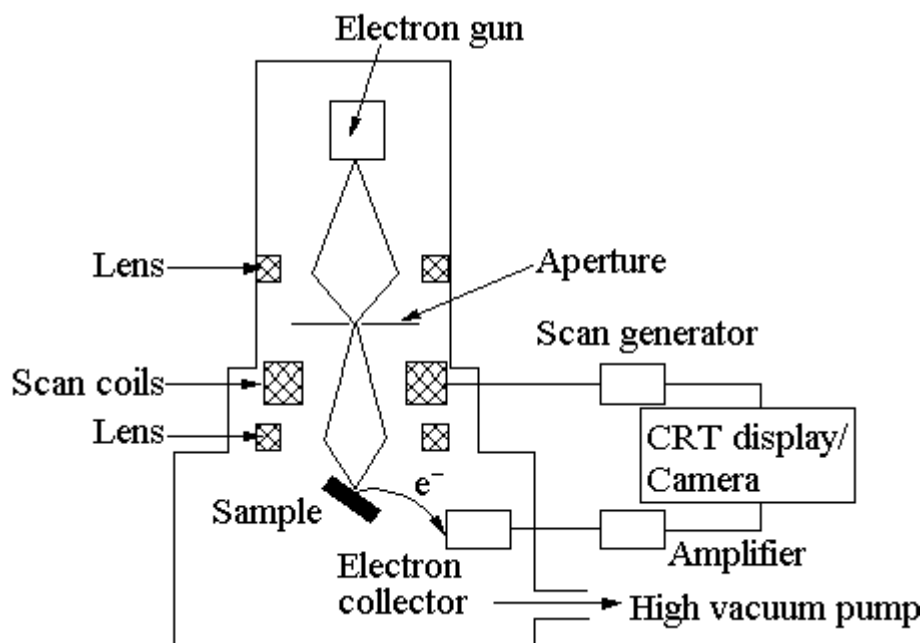 Electron gun
Lens
Aperture
Scan generator
Scan coils
Lens
CRT display/
Camera
e⁻
Sample
Amplifier
Electron
collector
High vacuum pump